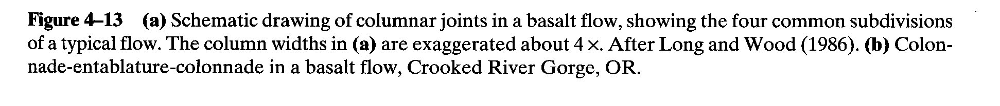 Figure 4–13 (a) Schematic drawing of columnar joints in a basalt flow, showing the four common subdivisions
of a typical flow. The column widths in (a) are exaggerated about 4 ×. After Long and Wood (1986). (b) Colon-
nade-entablature-colonnade in a basalt flow, Crooked River Gorge, OR.